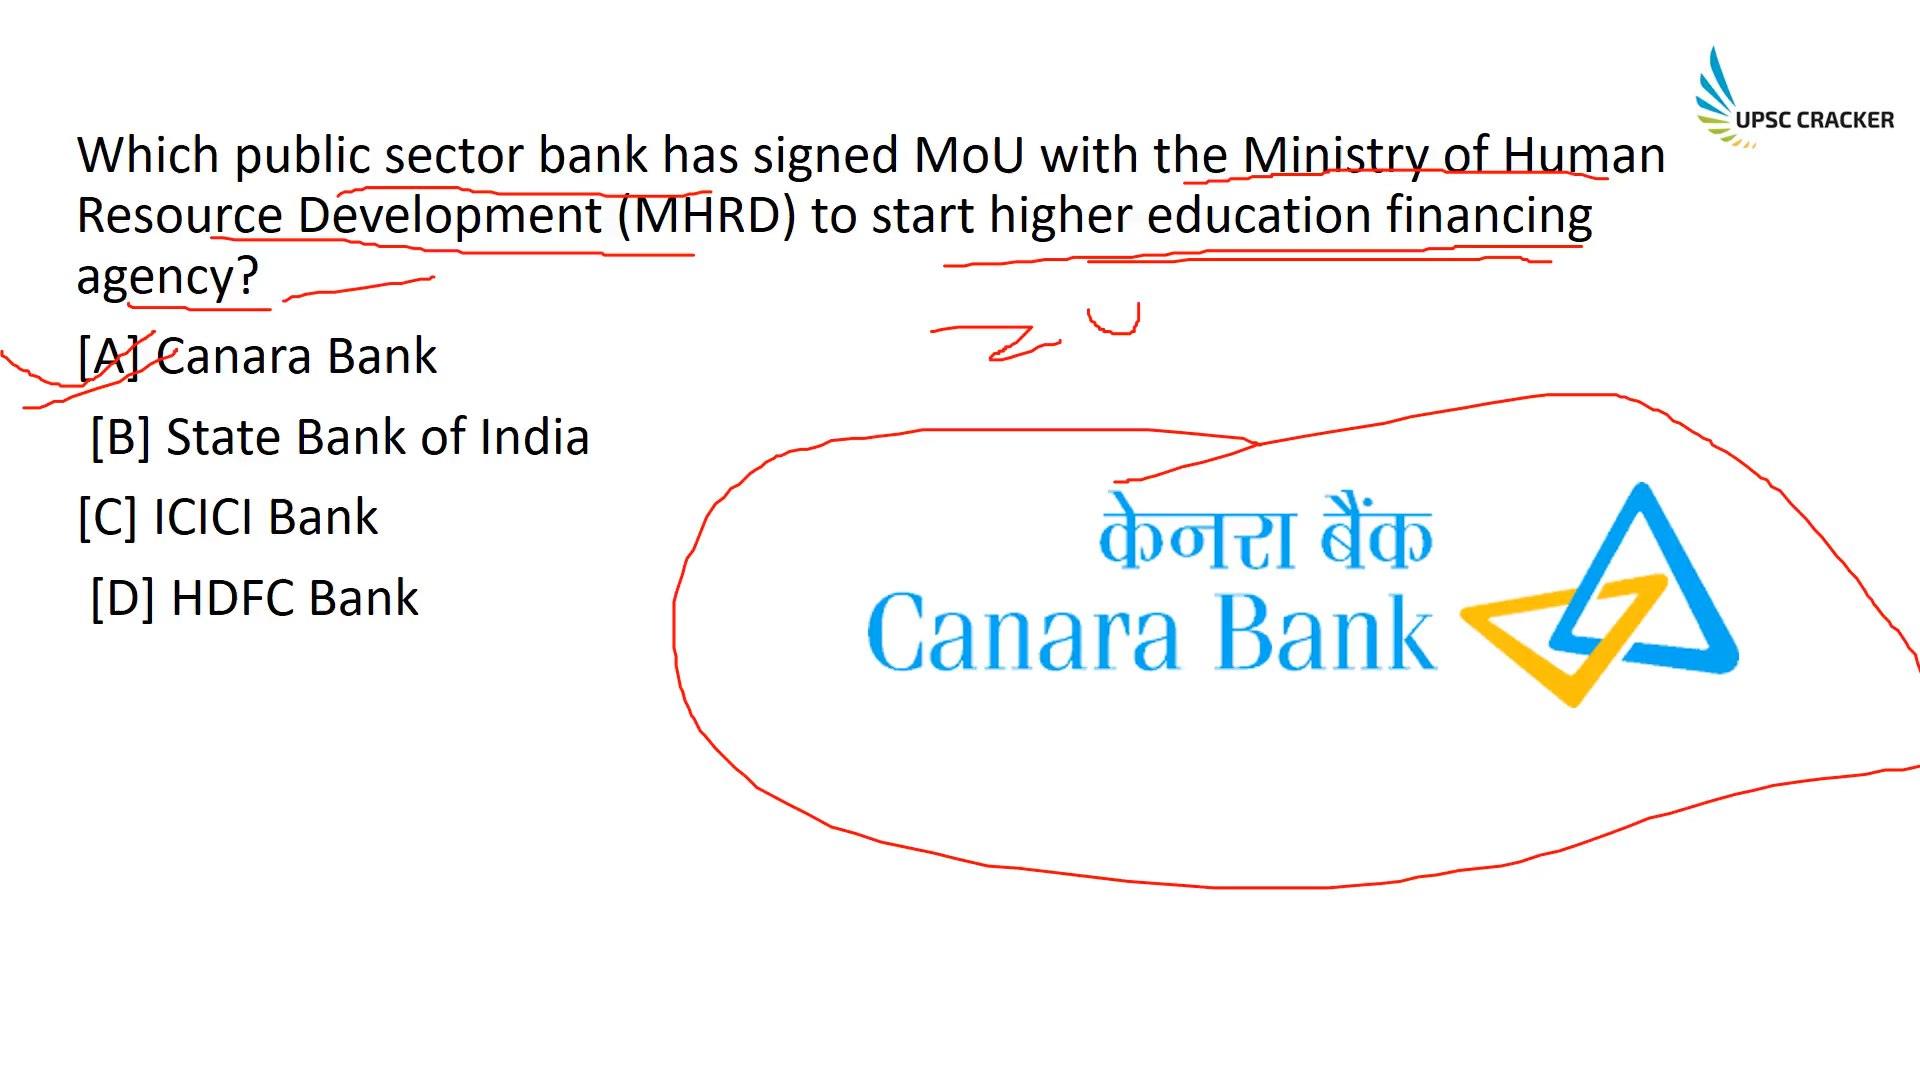 UPSC CRACKER
Which public sector bank has signed MoU with the Ministry of Human
Resource Development (MHRD) to start higher education financing
agency?
[A] Canara Bank
[B] State Bank of India
[C] ICICI Bank
[D] HDFC Bank
केनरा बैंक
Canara Bank